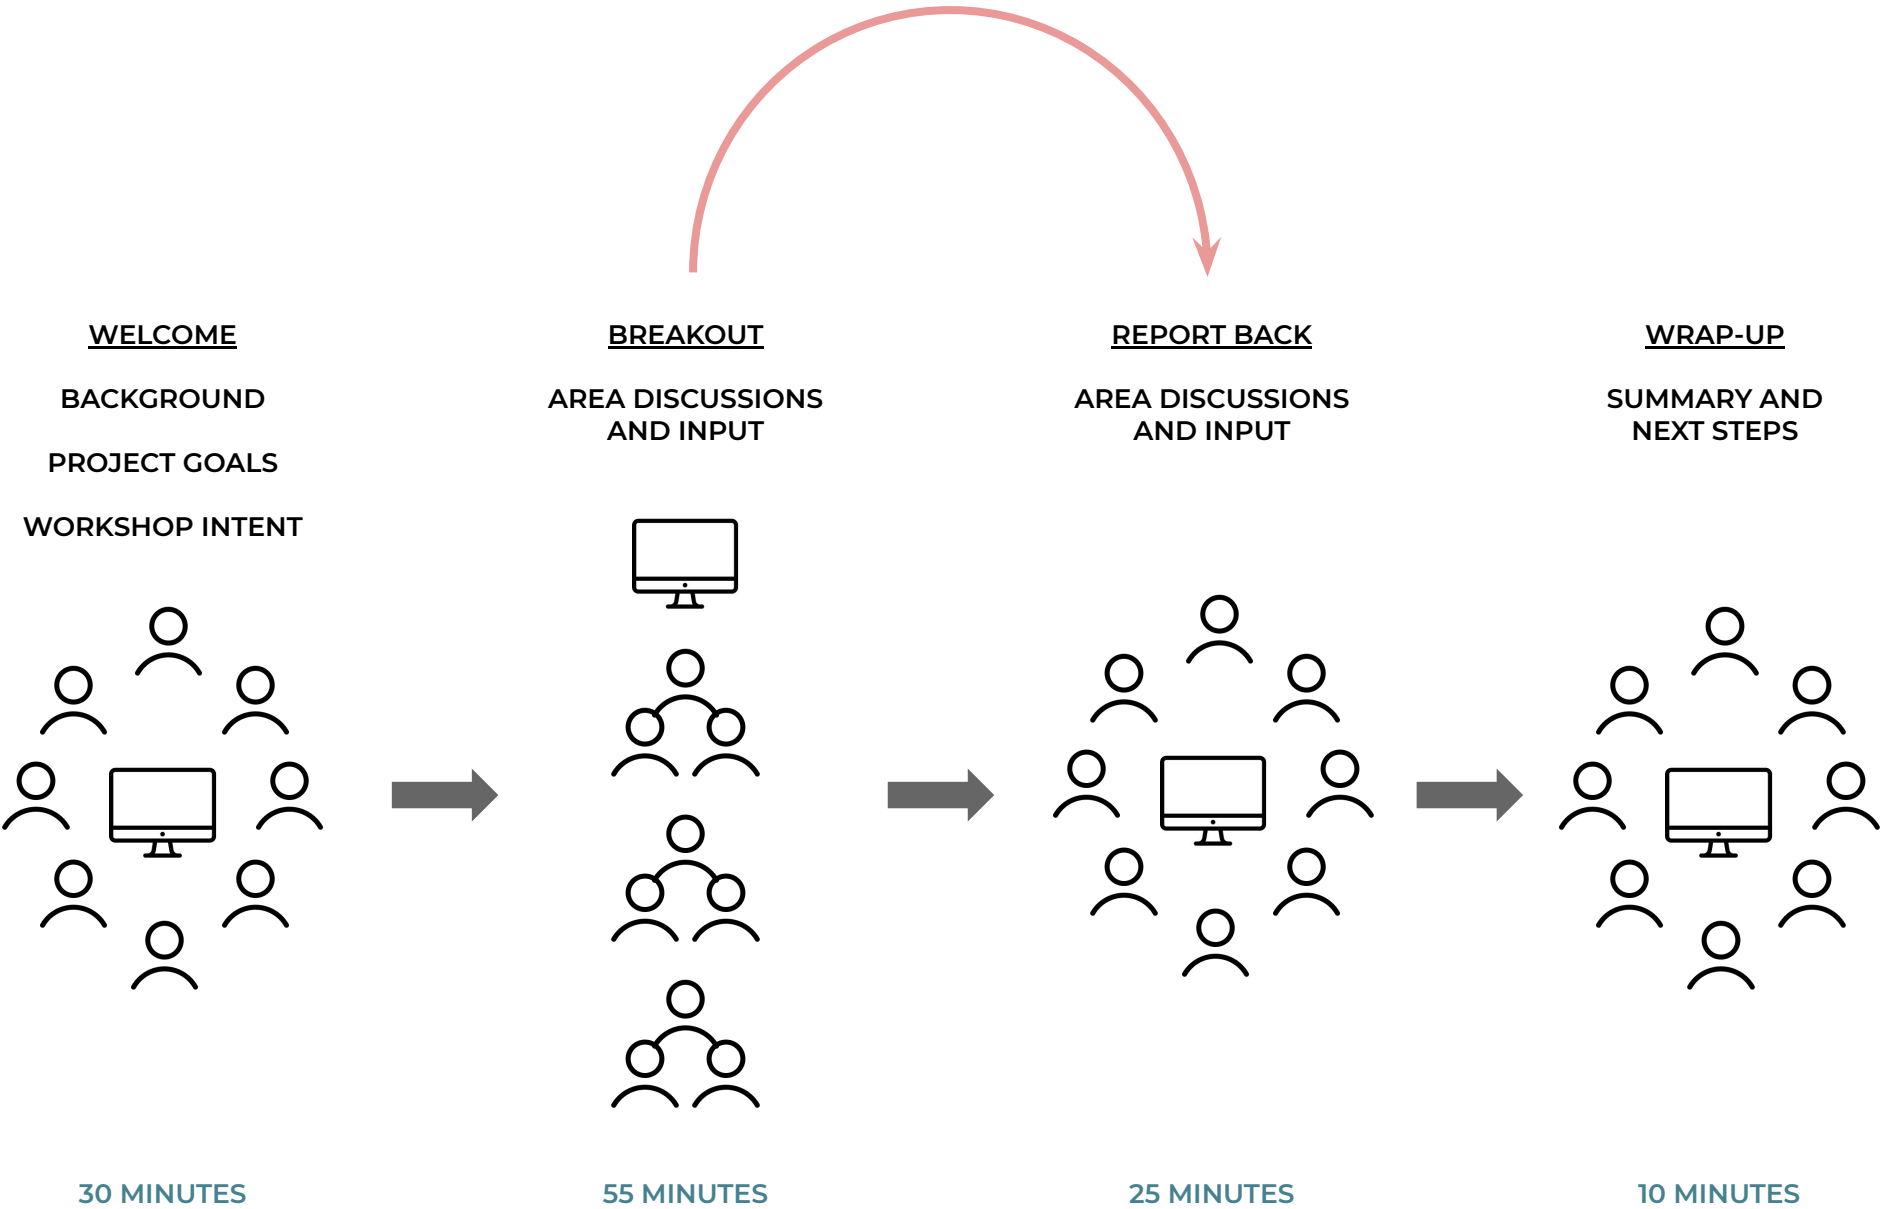 WELCOME
BACKGROUND
PROJECT GOALS
WORKSHOP INTENT
30 MINUTES
BREAKOUT
AREA DISCUSSIONS
AND INPUT
55 MINUTES
REPORT BACK
AREA DISCUSSIONS
AND INPUT
25 MINUTES
WRAP-UP
SUMMARY AND
NEXT STEPS
10 MINUTES